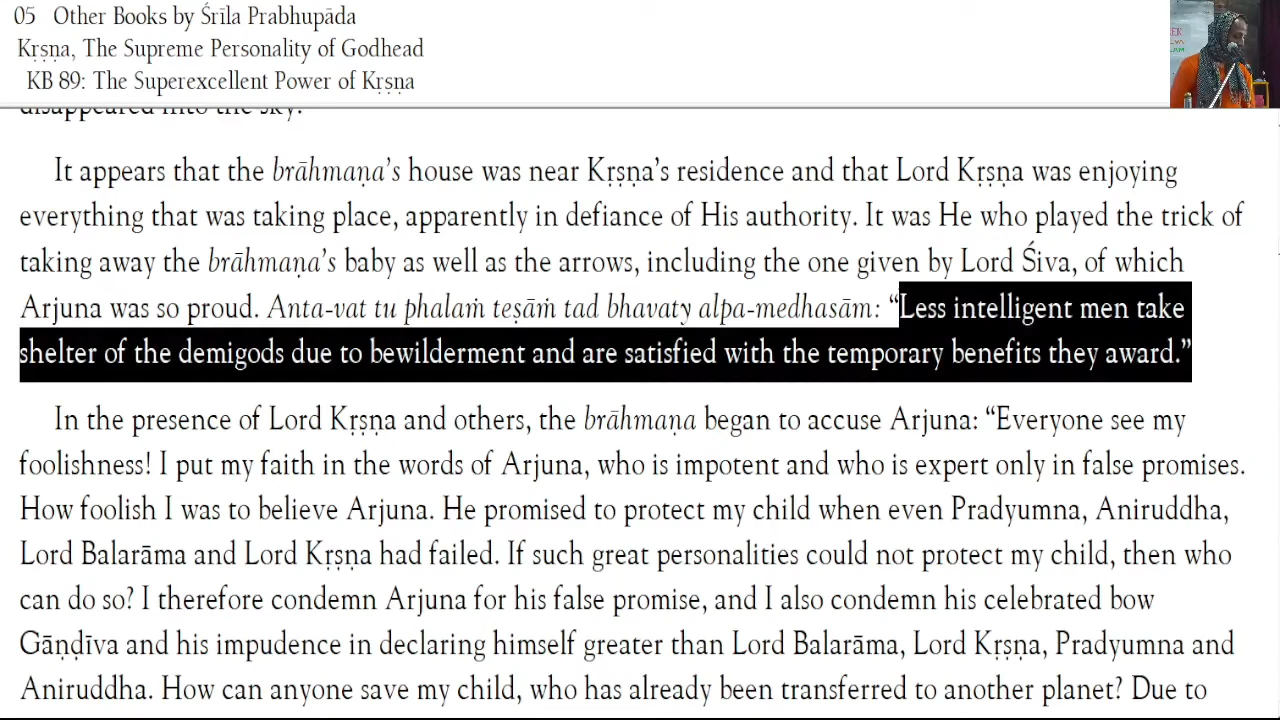 05 Other Books by Śrīla Prabhupāda
Kṛṣṇa, The Supreme Personality of Godhead
KB 89: The Superexcellent Power of Kṛṣṇa
disappeared into the sky.
It appears that the brāhmaṇa’s house was near Kṛṣṇa’s residence and that Lord Kṛṣṇa was enjoying
everything that was taking place, apparently in defiance of His authority. It was He who played the trick of
taking away the brāhmaṇa’s baby as well as the arrows, including the one given by Lord Śiva, of which
Arjuna was so proud. Anta-vat tu phalaṁ teṣāṁ tad bhavaty alpa-medhasām: “Less intelligent men take
shelter of the demigods due to bewilderment and are satisfied with the temporary benefits they award.”
In the presence of Lord Kṛṣṇa and others, the brāhmaṇa began to accuse Arjuna: “Everyone see my
foolishness! I put my faith in the words of Arjuna, who is impotent and who is expert only in false promises.
How foolish I was to believe Arjuna. He promised to protect my child when even Pradyumna, Aniruddha,
Lord Balarāma and Lord Kṛṣṇa had failed. If such great personalities could not protect my child, then who
can do so? I therefore condemn Arjuna for his false promise, and I also condemn his celebrated bow
Gāṇḍīva and his impudence in declaring himself greater than Lord Balarāma, Lord Kṛṣṇa, Pradyumna and
Aniruddha. How can anyone save my child, who has already been transferred to another planet? Due to